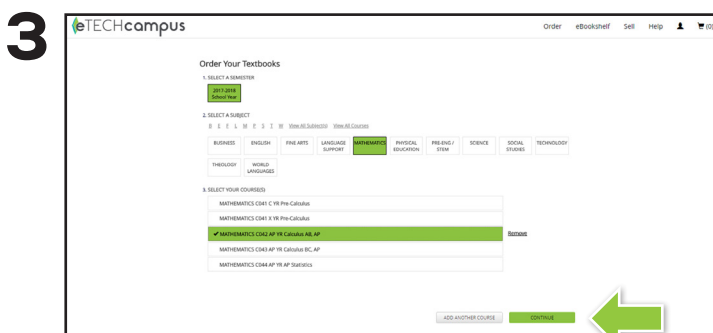 3
eTECHcampus
Order eBookshelf Sell Help (0)
Order Your Textbooks
1. SELECT A SEMESTER
2017-2018
School Year
2. SELECT A SUBJECT
B E F L M P S T W View All Subject(s) View All Courses
BUSINESS ENGLISH FINE ARTS LANGUAGE SUPPORT MATHEMATICS PHYSICAL EDUCATION PRE-ENG / STEM SCIENCE SOCIAL STUDIES TECHNOLOGY
THEOLOGY WORLD LANGUAGES
3. SELECT YOUR COURSE(S)
MATHEMATICS C041 C YR Pre-Calculus
MATHEMATICS C041 X YR Pre-Calculus
✔ MATHEMATICS C042 AP YR Calculus AB, AP Remove
MATHEMATICS C043 AP YR Calculus BC, AP
MATHEMATICS C044 AP YR AP Statistics
ADD ANOTHER COURSE CONTINUE